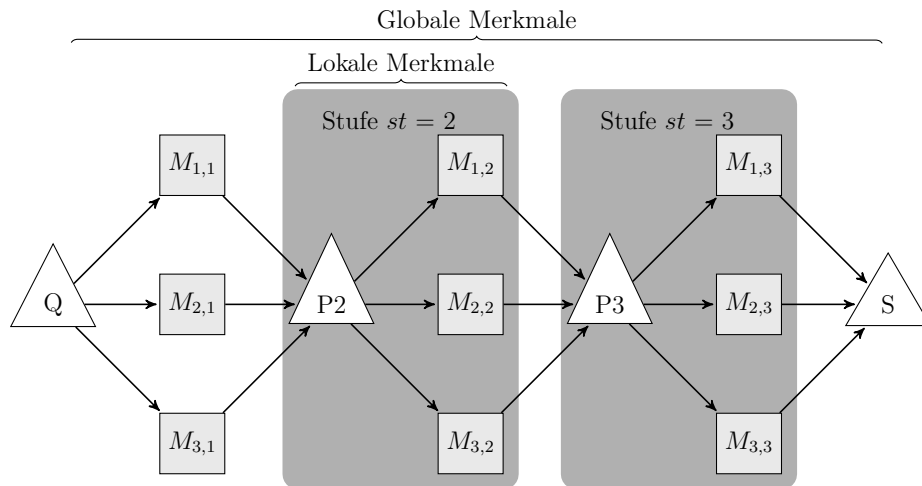 Globale Merkmale
Lokale Merkmale
Stufe st = 2
Stufe st = 3
M1,1
M1,2
M1,3
Q
M2,1
P2
M2,2
P3
M2,3
S
M3,1
M3,2
M3,3